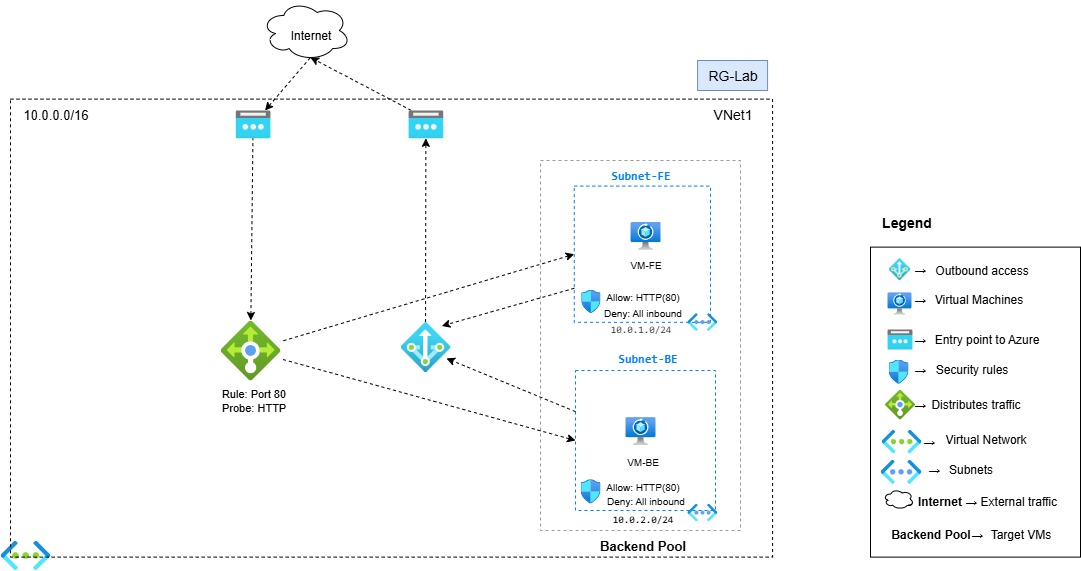 Internet
RG-Lab
10.0.0.0/16
VNet1
Subnet-FE
VM-FE
Allow: HTTP(80)
Deny: All inbound
10.0.1.0/24
Subnet-BE
Rule: Port 80
Probe: HTTP
VM-BE
Allow: HTTP(80)
Deny: All inbound
10.0.2.0/24
Backend Pool
Legend
→ Outbound access
→ Virtual Machines
→ Entry point to Azure
→ Security rules
→ Distributes traffic
→ Virtual Network
→ Subnets
Internet → External traffic
Backend Pool→ Target VMs